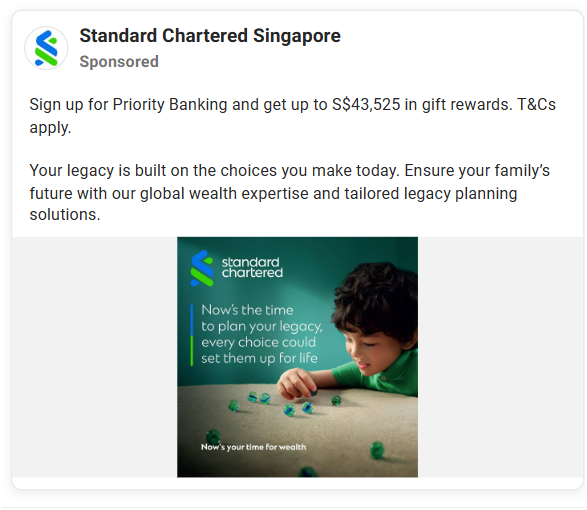 Standard Chartered Singapore
Sponsored
Sign up for Priority Banking and get up to S$43,525 in gift rewards. T&Cs
apply.
Your legacy is built on the choices you make today. Ensure your family’s
future with our global wealth expertise and tailored legacy planning
solutions.
standard
chartered
Now's the time
to plan your legacy,
every choice could
set them up for life
Now's your time for wealth